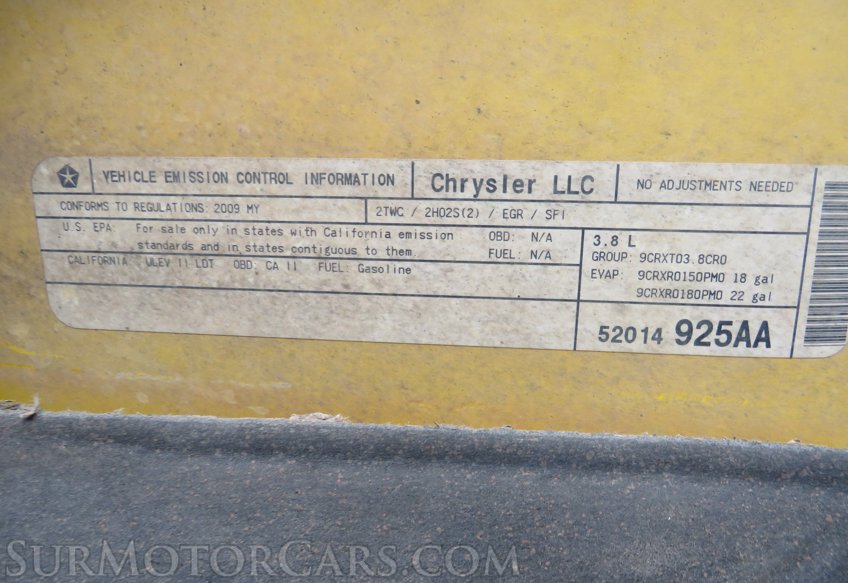 VEHICLE EMISSION CONTROL INFORMATION Chrysler LLC NO ADJUSTMENTS NEEDED
CONFORMS TO REGULATIONS: 2009 MY 2TWC / 2HO2S(2) / EGR / SFI
U.S. EPA: For sale only in states with California emission OBD: N/A
standards and in states contiguous to them. FUEL: N/A
CALIFORNIA: ULEV II LDT OBD: CA II FUEL: Gasoline
3.8 L
GROUP: 9CRXT03.8CR0
EVAP: 9CRXR0150PM0 18 gal
9CRXR0180PM0 22 gal
52014 925AA
SurMotorCars.com